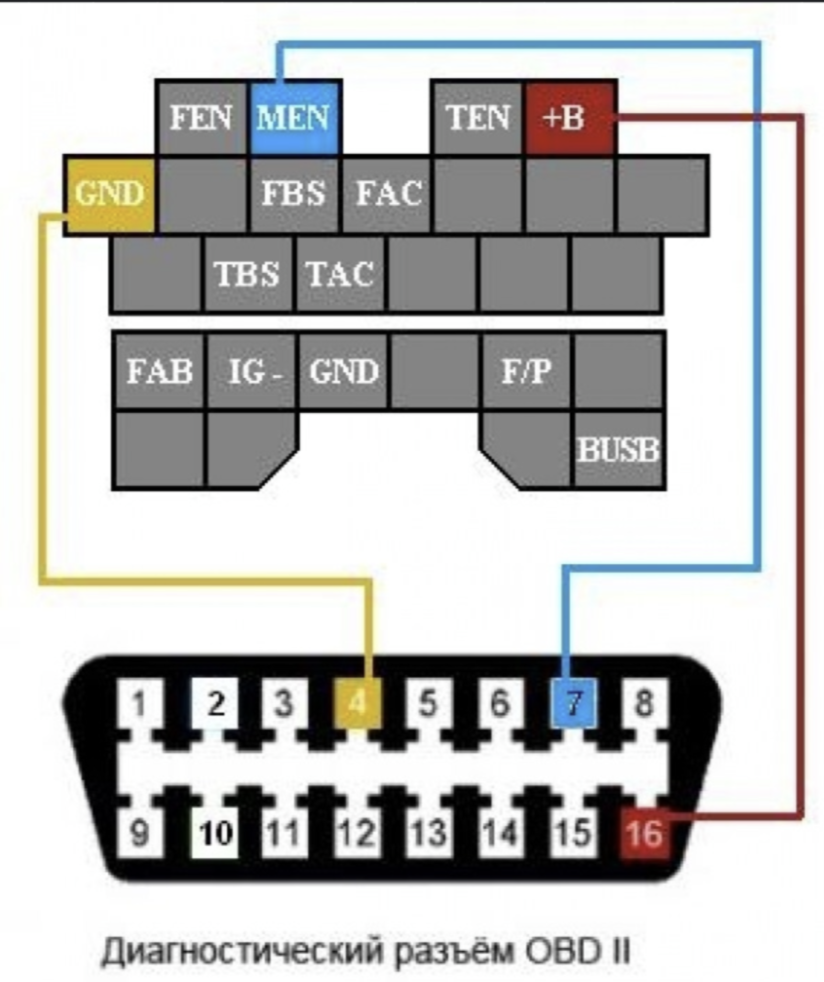 FEN MEN TEN +B
GND FBS FAC
TBS TAC
FAB IG - GND F/P
BUSB
1 2 3 4 5 6 7 8
9 10 11 12 13 14 15 16
Диагностический разъём OBD II